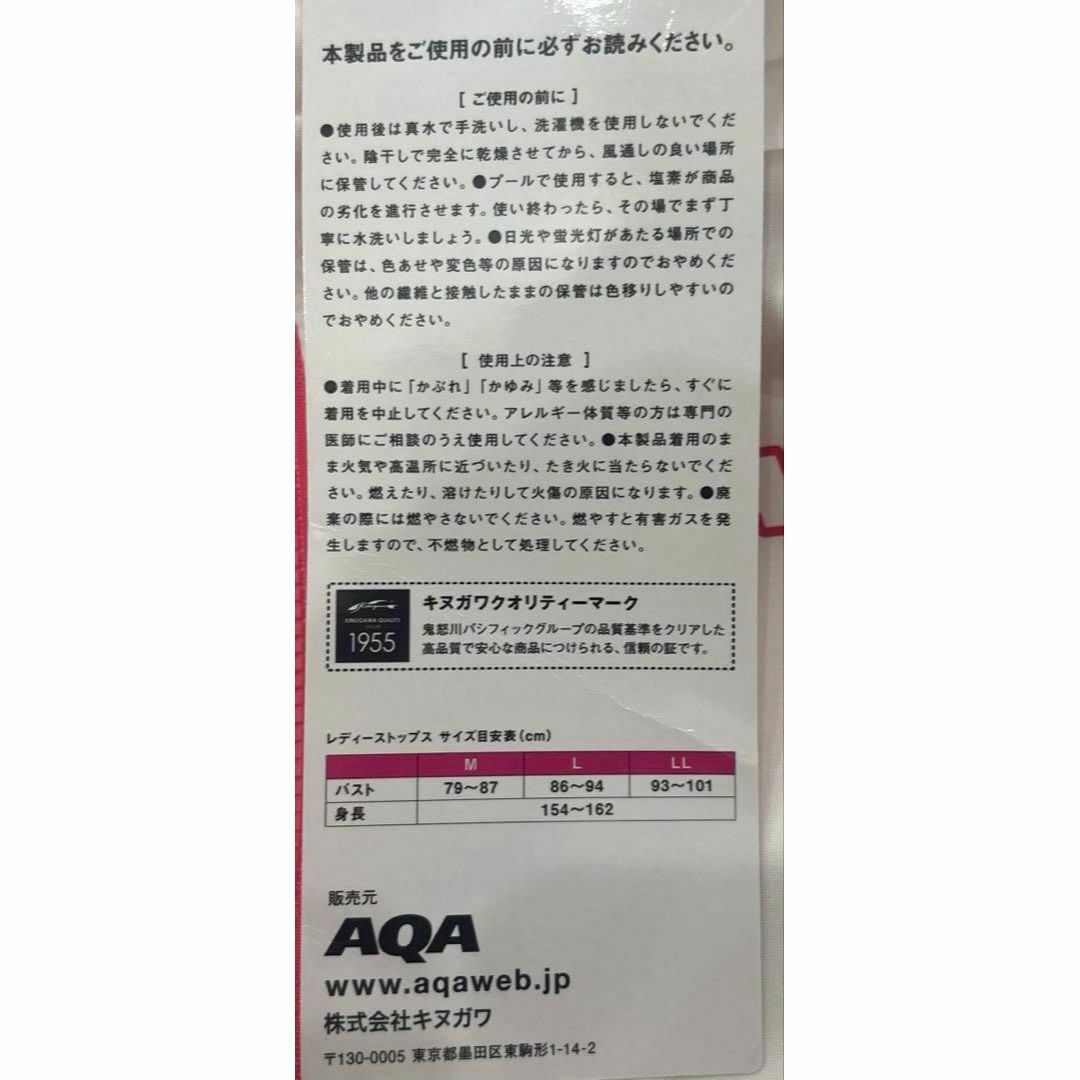 本製品をご使用の前に必ずお読みください。
[ ご使用の前に ]
●使用後は真水で手洗いし、洗濯機を使用しないでくだ
さい。陰干しで完全に乾燥させてから、風通しの良い場所
に保管してください。●プールで使用すると、塩素が商品
の劣化を進行させます。使い終わったら、その場でまず丁
寧に水洗いしましょう。●日光や蛍光灯があたる場所での
保管は、色あせや変色等の原因になりますのでおやめくだ
さい。他の繊維と接触したままの保管は色移りしやすいの
でおやめください。
[ 使用上の注意 ]
●着用中に「かぶれ」「かゆみ」等を感じましたら、すぐに
着用を中止してください。アレルギー体質等の方は専門の
医師にご相談のうえ使用してください。●本製品着用のま
ま火気や高温所に近づいたり、たき火に当たらないでくだ
さい。燃えたり、溶けたりして火傷の原因になります。●廃
棄の際には燃やさないでください。燃やすと有害ガスを発
生しますので、不燃物として処理してください。
KINUGAWA QUALITY
SINCE
1955
キヌガワクオリティーマーク
鬼怒川パシフィックグループの品質基準をクリアした
高品質で安心な商品につけられる、信頼の証です。
レディーストップス サイズ目安表(cm)
M L LL
バスト 79〜87 86〜94 93〜101
身長 154〜162
販売元
AQA
www.aqaweb.jp
株式会社キヌガワ
〒130-0005 東京都墨田区東駒形1-14-2